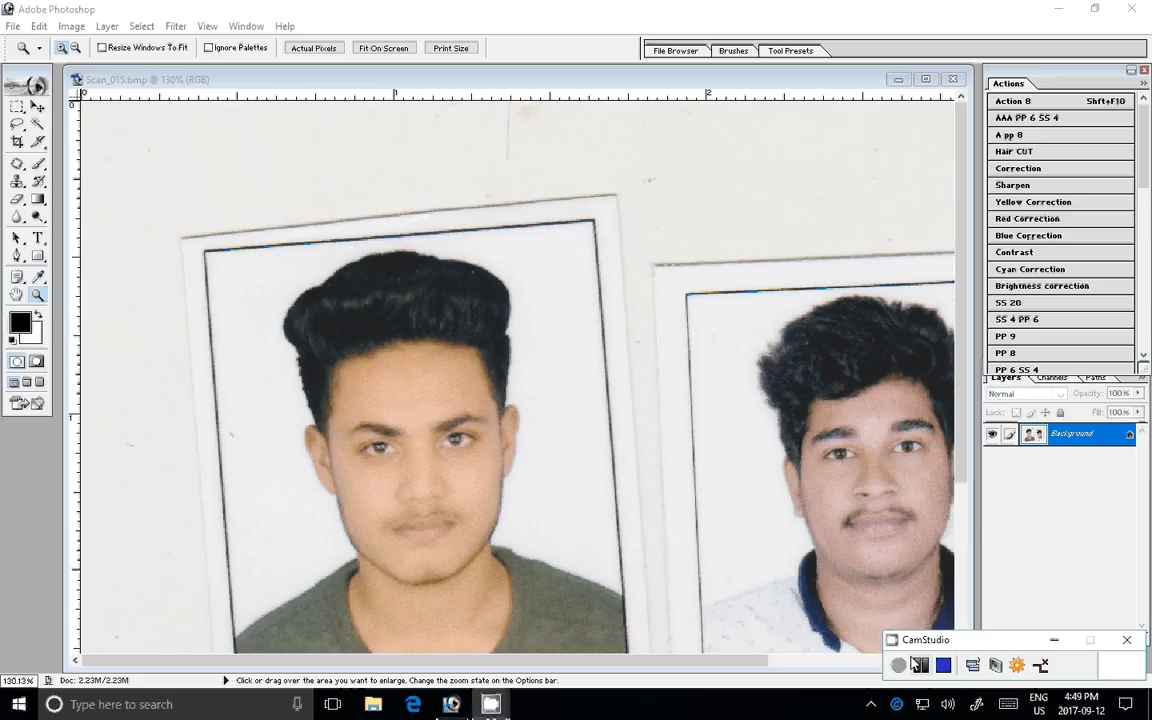 Adobe Photoshop
File Edit Image Layer Select Filter View Window Help
Resize Windows To Fit Ignore Palettes Actual Pixels Fit On Screen Print Size File Browser Brushes Tool Presets
Scan_015.bmp @ 130% (RGB)
0 1 2
0
1
Actions
Action 8 Shft+F10
AAA PP 6 SS 4
A pp 8
Hair CUT
Correction
Sharpen
Yellow Correction
Red Correction
Blue Correction
Contrast
Cyan Correction
Brightness correction
SS 20
SS 4 PP 6
PP 9
PP 8
PP 6 SS 4
Layers Channels Paths
Normal Opacity: 100%
Lock: Fill: 100%
Background
CamStudio
130.13% Doc: 2.23M/2.23M Click or drag over the area you want to enlarge. Change the zoom state on the Options bar.
Type here to search
ENG
US
4:49 PM
2017-09-12